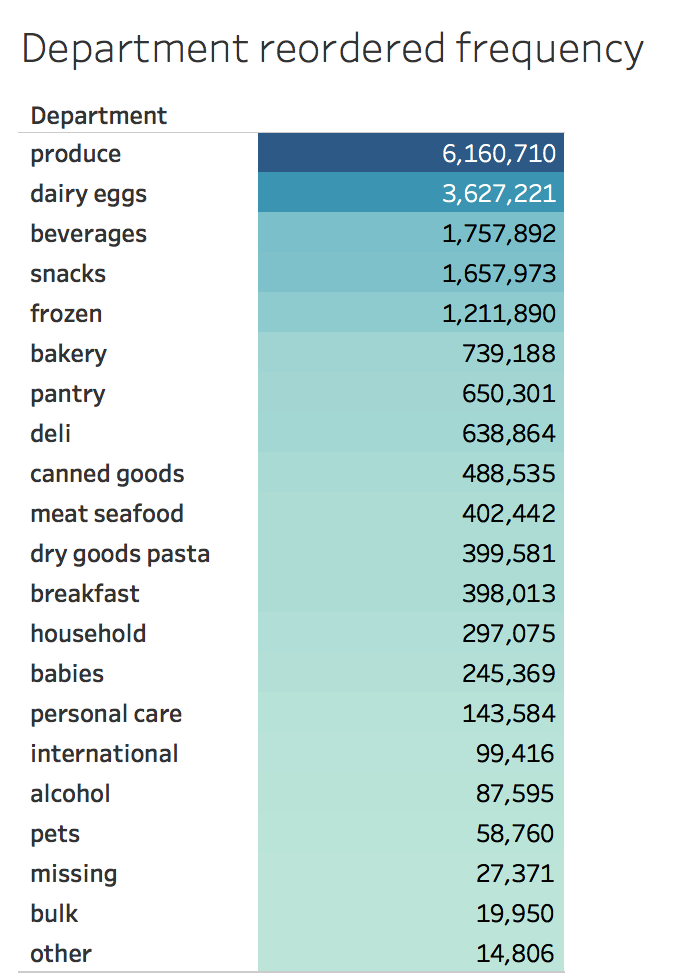 Department reordered frequency
Department
produce 6,160,710
dairy eggs 3,627,221
beverages 1,757,892
snacks 1,657,973
frozen 1,211,890
bakery 739,188
pantry 650,301
deli 638,864
canned goods 488,535
meat seafood 402,442
dry goods pasta 399,581
breakfast 398,013
household 297,075
babies 245,369
personal care 143,584
international 99,416
alcohol 87,595
pets 58,760
missing 27,371
bulk 19,950
other 14,806